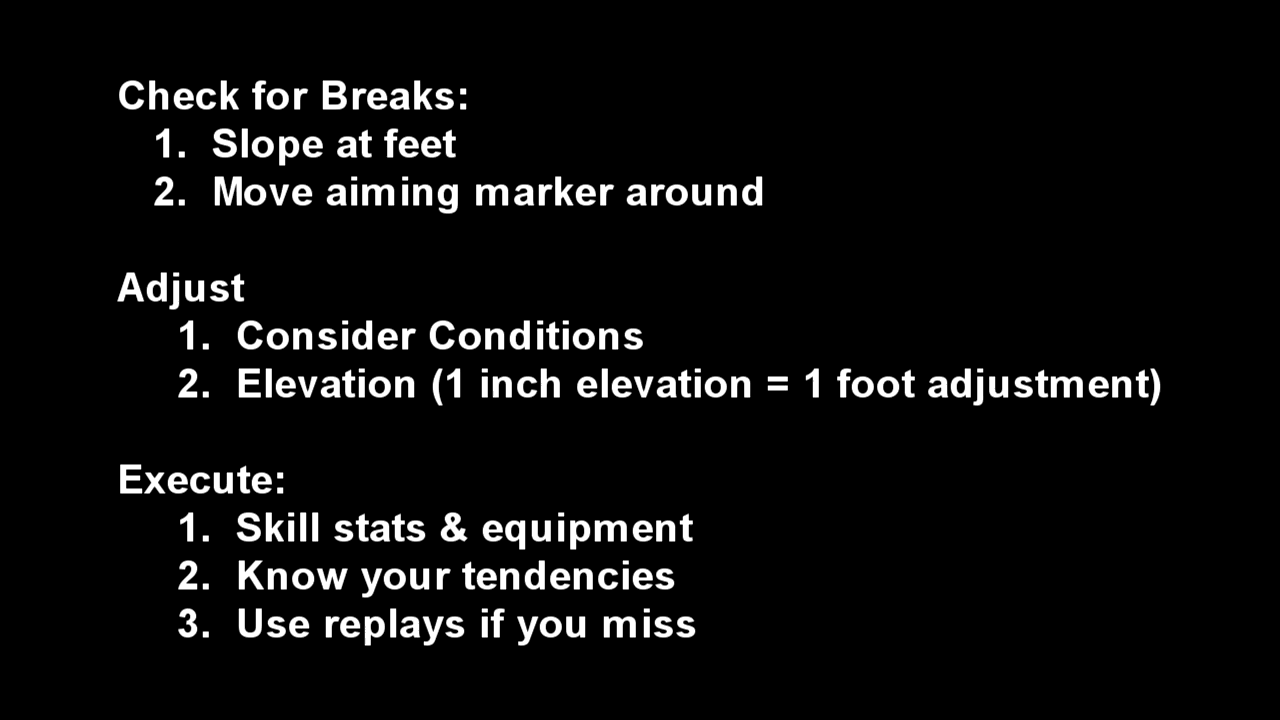 Check for Breaks:
1. Slope at feet
2. Move aiming marker around
Adjust
1. Consider Conditions
2. Elevation (1 inch elevation = 1 foot adjustment)
Execute:
1. Skill stats & equipment
2. Know your tendencies
3. Use replays if you miss